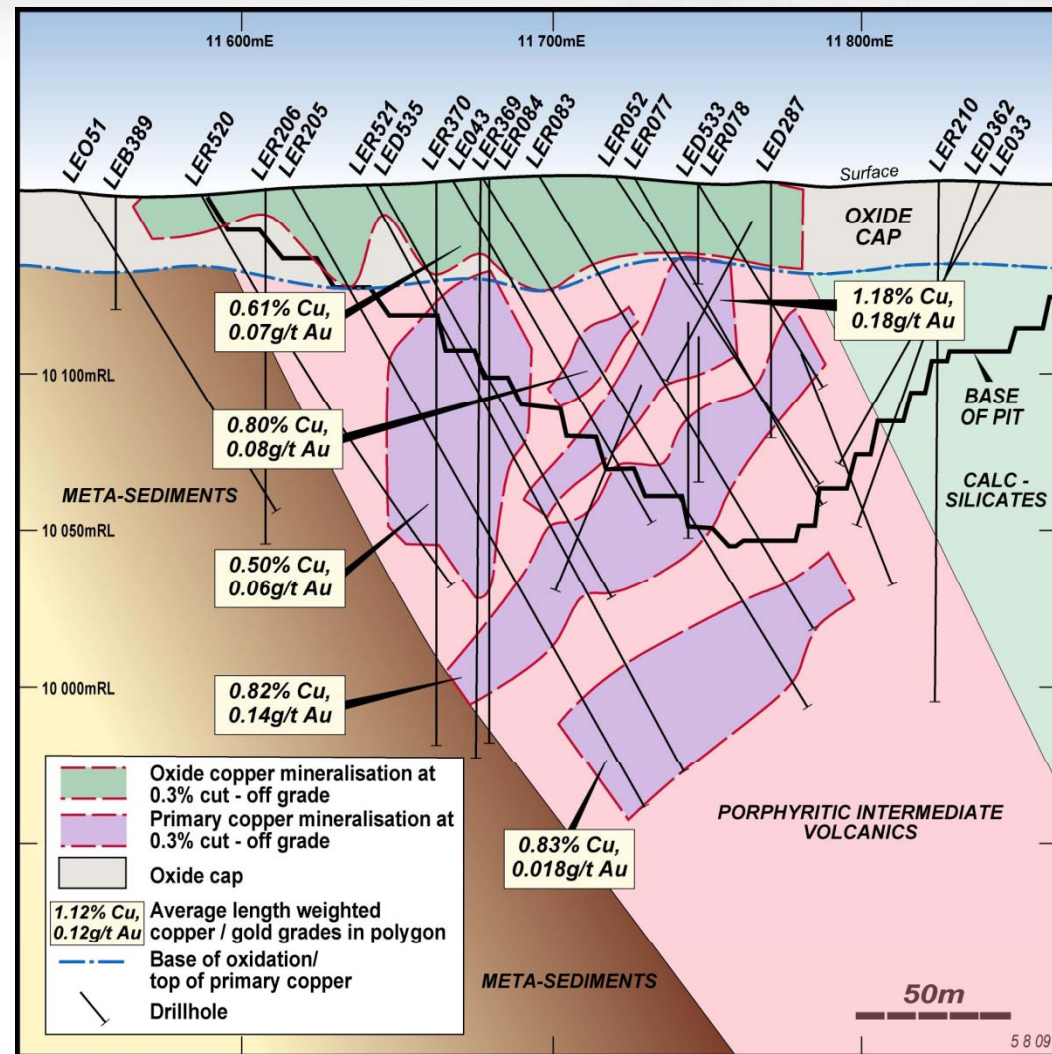 11 600mE
11 700mE
11 800mE
LEO51
LEB389
LER520
LER206
LER205
LER521
LED535
LER370
LE043
LER369
LER084
LER083
LER052
LER077
LED533
LER078
LED287
LER210
LED362
LE033
Surface
OXIDE
CAP
0.61% Cu,
0.07g/t Au
1.18% Cu,
0.18g/t Au
10 100mRL
BASE
OF PIT
0.80% Cu,
0.08g/t Au
META-SEDIMENTS
CALC -
SILICATES
10 050mRL
0.50% Cu,
0.06g/t Au
10 000mRL
0.82% Cu,
0.14g/t Au
Oxide copper mineralisation at
0.3% cut - off grade
Primary copper mineralisation at
0.3% cut - off grade
Oxide cap
1.12% Cu,
0.12g/t Au
Average length weighted
copper / gold grades in polygon
Base of oxidation/
top of primary copper
Drillhole
0.83% Cu,
0.018g/t Au
PORPHYRITIC INTERMEDIATE
VOLCANICS
META-SEDIMENTS
50m
5 8 09